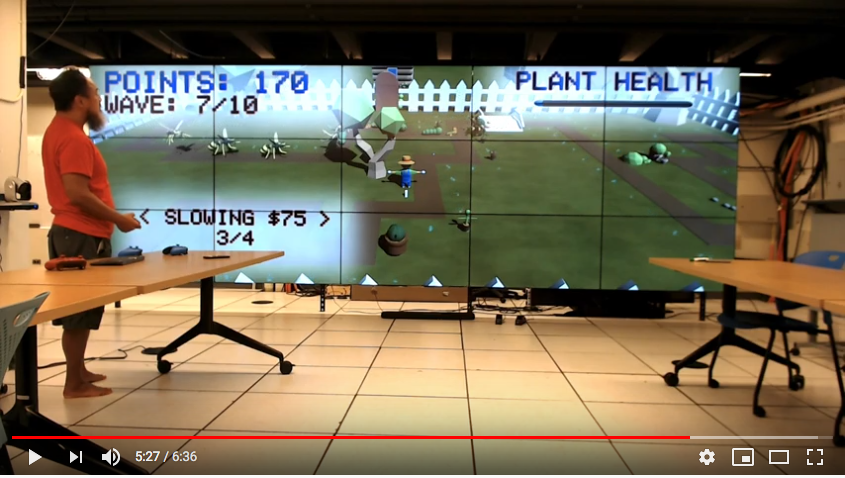 POINTS: 170
WAVE: 7/10
PLANT HEALTH
< SLOWING $75 >
3/4
5:27 / 6:36